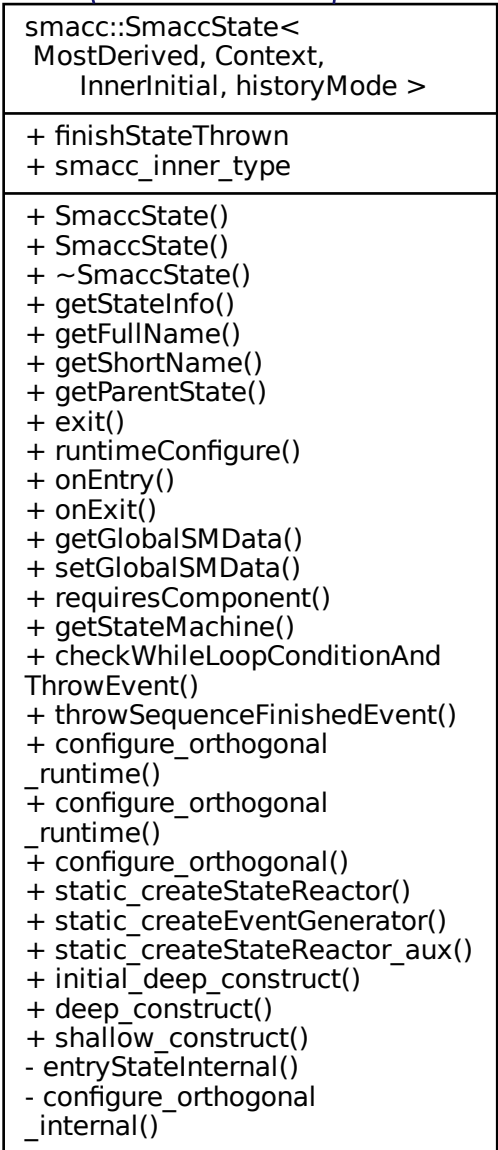 smacc::SmaccState<
MostDerived, Context,
InnerInitial, historyMode >
+ finishStateThrown
+ smacc_inner_type
+ SmaccState()
+ SmaccState()
+ ~SmaccState()
+ getStateInfo()
+ getFullName()
+ getShortName()
+ getParentState()
+ exit()
+ runtimeConfigure()
+ onEntry()
+ onExit()
+ getGlobalSMData()
+ setGlobalSMData()
+ requiresComponent()
+ getStateMachine()
+ checkWhileLoopConditionAnd
ThrowEvent()
+ throwSequenceFinishedEvent()
+ configure_orthogonal
_runtime()
+ configure_orthogonal
_runtime()
+ configure_orthogonal()
+ static_createStateReactor()
+ static_createEventGenerator()
+ static_createStateReactor_aux()
+ initial_deep_construct()
+ deep_construct()
+ shallow_construct()
- entryStateInternal()
- configure_orthogonal
_internal()